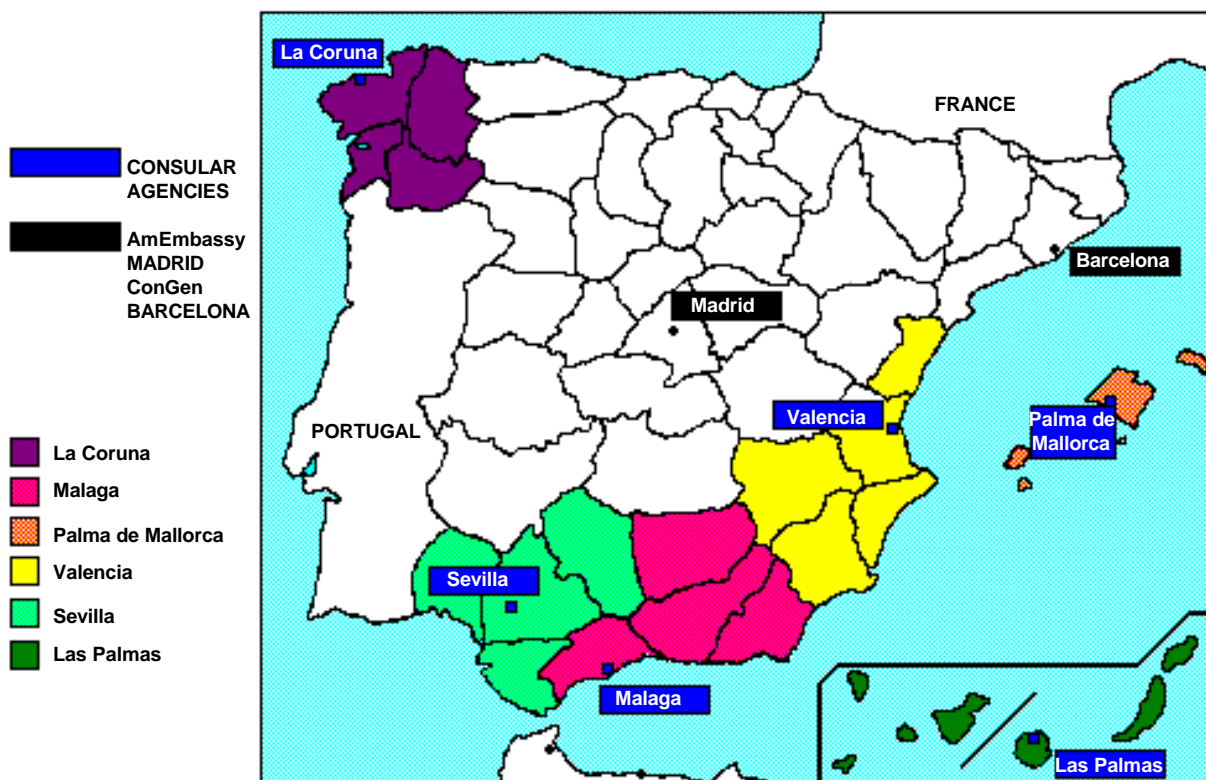 La Coruna
FRANCE
CONSULAR
AGENCIES
AmEmbassy
MADRID
ConGen
BARCELONA
Barcelona
Madrid
Valencia
Palma de
Mallorca
PORTUGAL
La Coruna
Malaga
Palma de Mallorca
Valencia
Sevilla
Las Palmas
Sevilla
Malaga
Las Palmas